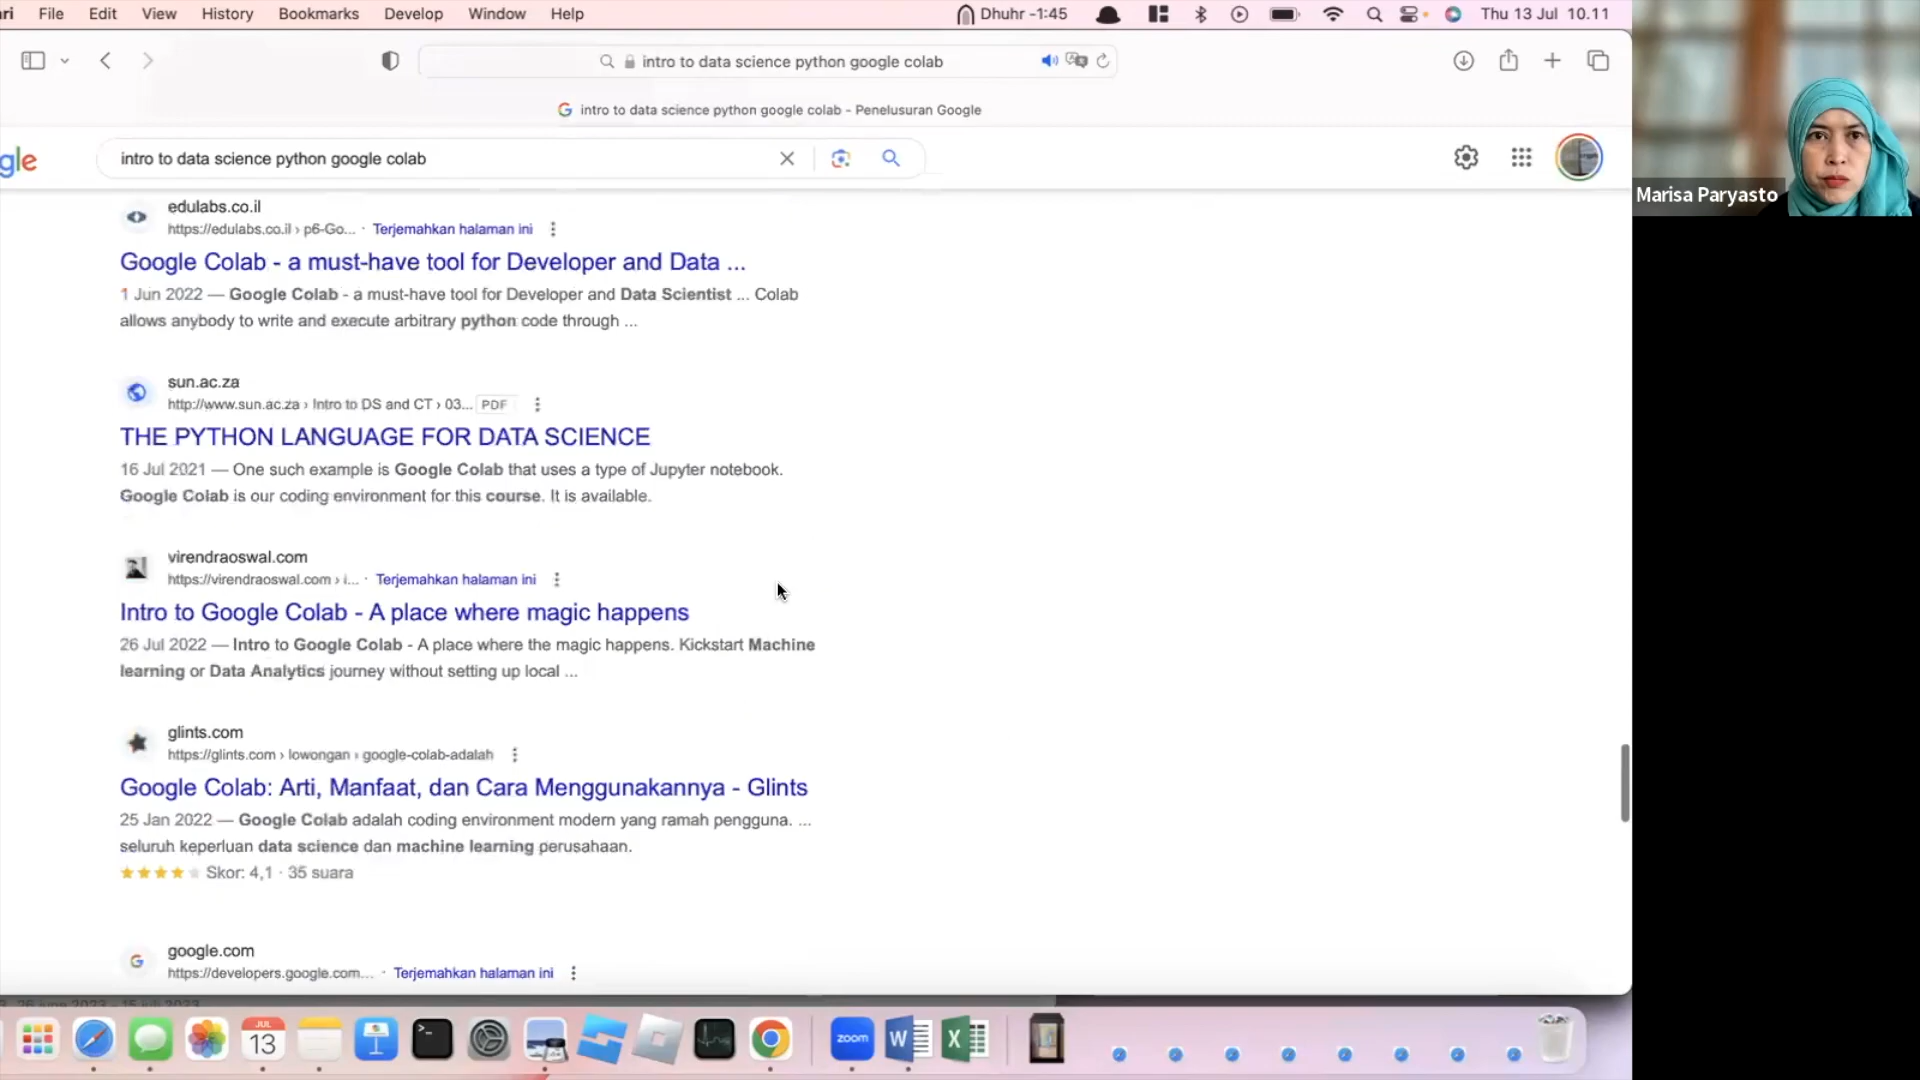 ri File Edit View History Bookmarks Develop Window Help Dhuhr -1:45 Thu 13 Jul 10.11
intro to data science python google colab
intro to data science python google colab - Penelusuran Google
gle intro to data science python google colab
Marisa Paryasto
edulabs.co.il
https://edulabs.co.il › p6-Go... · Terjemahkan halaman ini
Google Colab - a must-have tool for Developer and Data ...
1 Jun 2022 — Google Colab - a must-have tool for Developer and Data Scientist ... Colab
allows anybody to write and execute arbitrary python code through ...
sun.ac.za
http://www.sun.ac.za › Intro to DS and CT › 03... PDF
THE PYTHON LANGUAGE FOR DATA SCIENCE
16 Jul 2021 — One such example is Google Colab that uses a type of Jupyter notebook.
Google Colab is our coding environment for this course. It is available.
virendraoswal.com
https://virendraoswal.com › i... · Terjemahkan halaman ini
Intro to Google Colab - A place where magic happens
26 Jul 2022 — Intro to Google Colab - A place where the magic happens. Kickstart Machine
learning or Data Analytics journey without setting up local ...
glints.com
https://glints.com › lowongan › google-colab-adalah
Google Colab: Arti, Manfaat, dan Cara Menggunakannya - Glints
25 Jan 2022 — Google Colab adalah coding environment modern yang ramah pengguna. ...
seluruh keperluan data science dan machine learning perusahaan.
Skor: 4,1 · 35 suara
google.com
https://developers.google.com... · Terjemahkan halaman ini
JUL
13
zoom
W
X